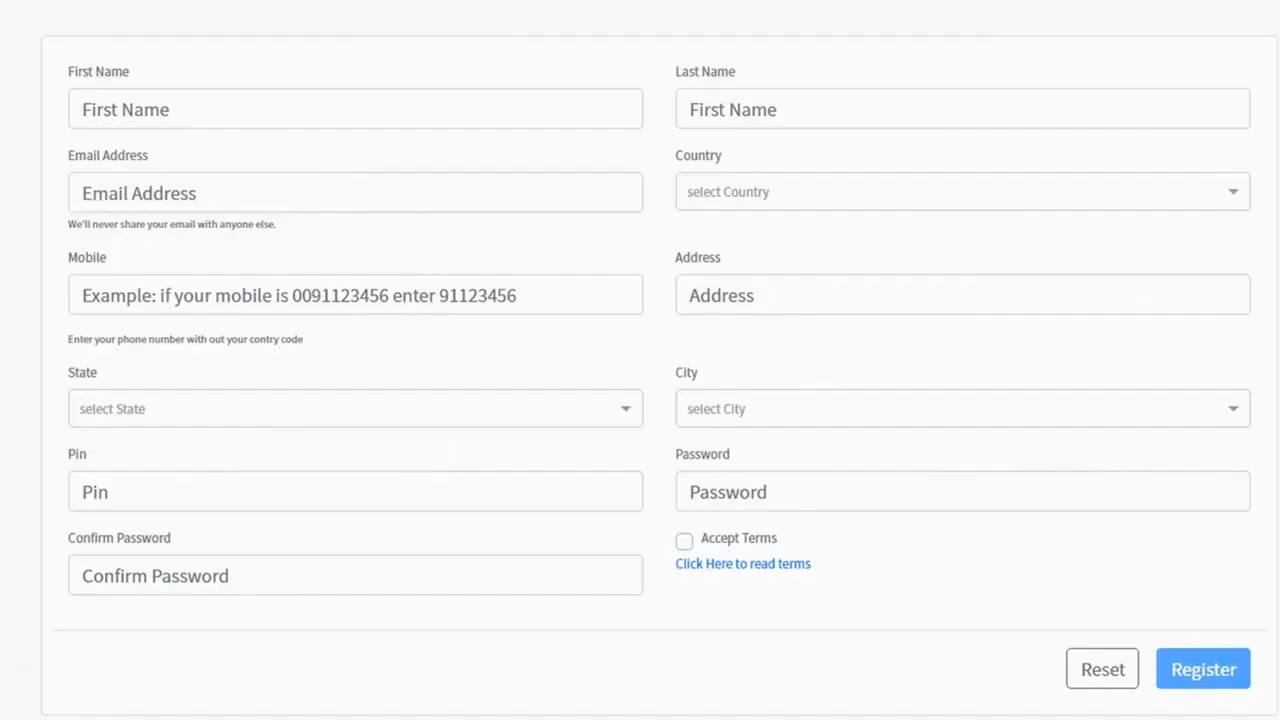 First Name
Last Name
First Name
First Name
Email Address
Country
Email Address
select Country
We'll never share your email with anyone else.
Mobile
Address
Example: if your mobile is 0091123456 enter 91123456
Address
Enter your phone number with out your contry code
State
City
select State
select City
Pin
Password
Pin
Password
Confirm Password
Accept Terms
Click Here to read terms
Confirm Password
Reset
Register